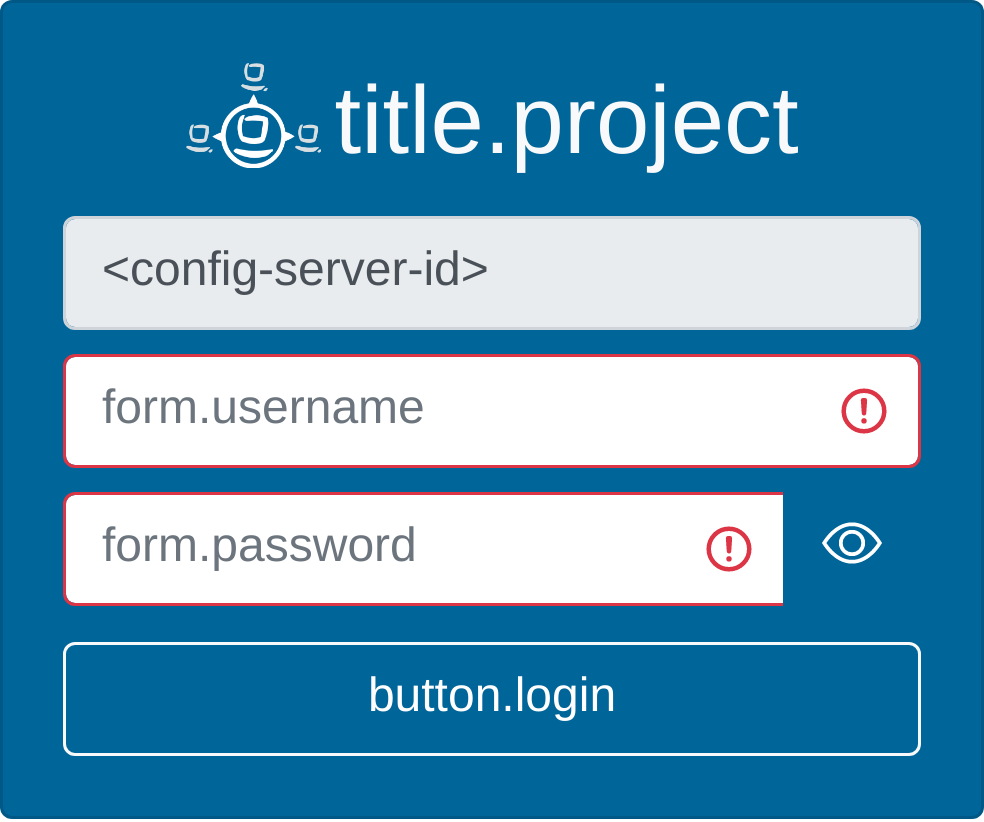 title.project
<config-server-id>
form.username
form.password
button.login